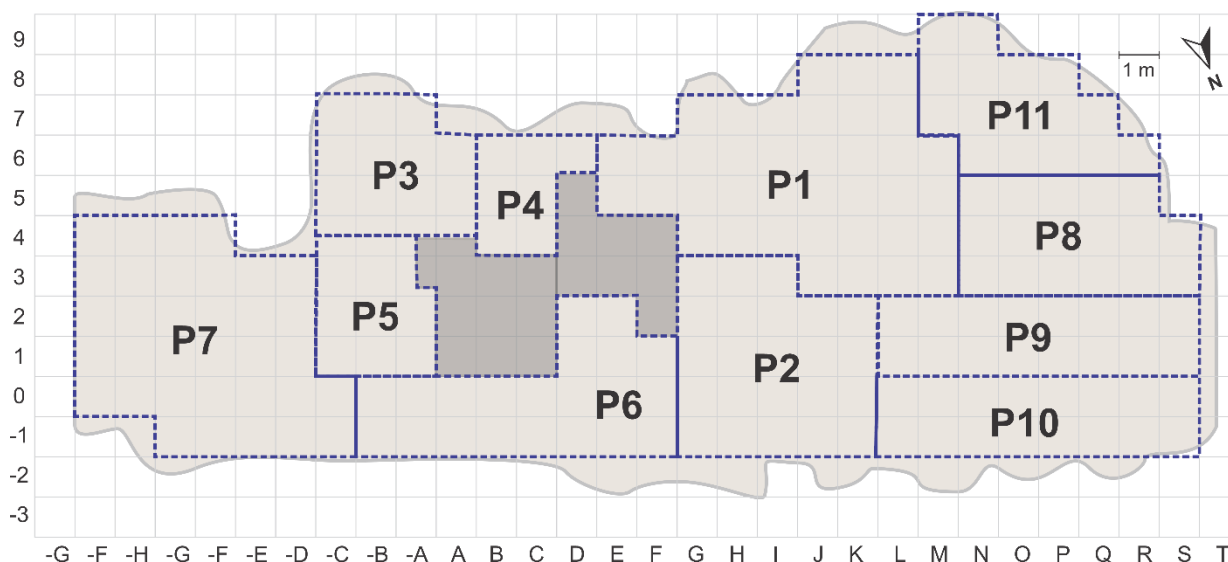 9
8
7
6
5
4
3
2
1
0
-1
-2
-3
P11
P3
P4
P1
P8
P5
P7
P9
P2
P6
P10
1 m
N
-G -F -H -G -F -E -D -C -B -A A B C D E F G H I J K L M N O P Q R S T